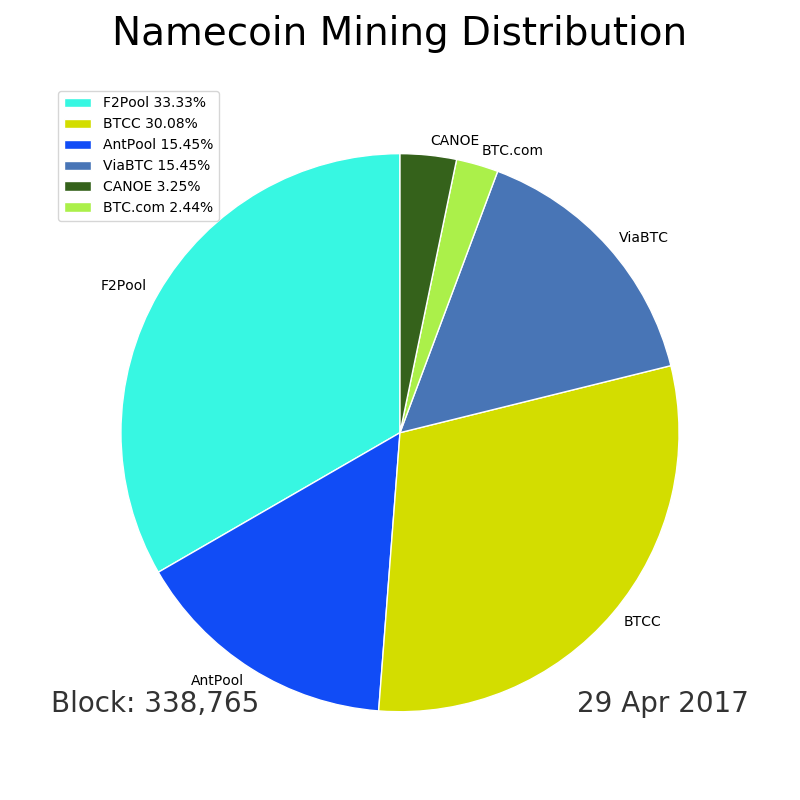 Namecoin Mining Distribution
F2Pool 33.33%
BTCC 30.08%
AntPool 15.45%
ViaBTC 15.45%
CANOE 3.25%
BTC.com 2.44%
CANOE
BTC.com
ViaBTC
F2Pool
BTCC
AntPool
Block: 338,765
29 Apr 2017